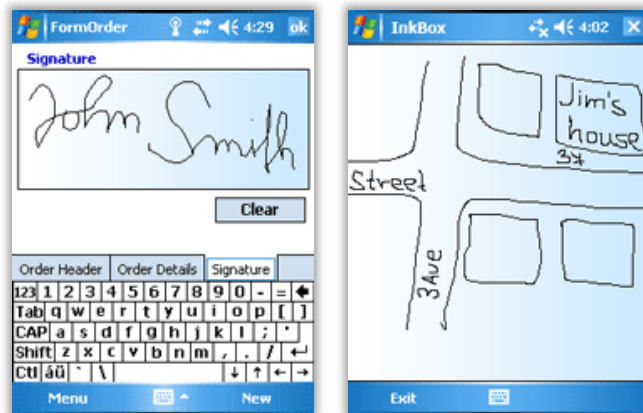 FormOrder 4:29 ok
Signature
John Smith
Clear
Order Header Order Details Signature
123 1 2 3 4 5 6 7 8 9 0 - =
Tab q w e r t y u i o p [ ]
CAP a s d f g h j k l ; '
Shift z x c v b n m , . /
Ctl áü ` \
Menu New
InkBox 4:02
Jim's
house
Street
3 Ave
Exit